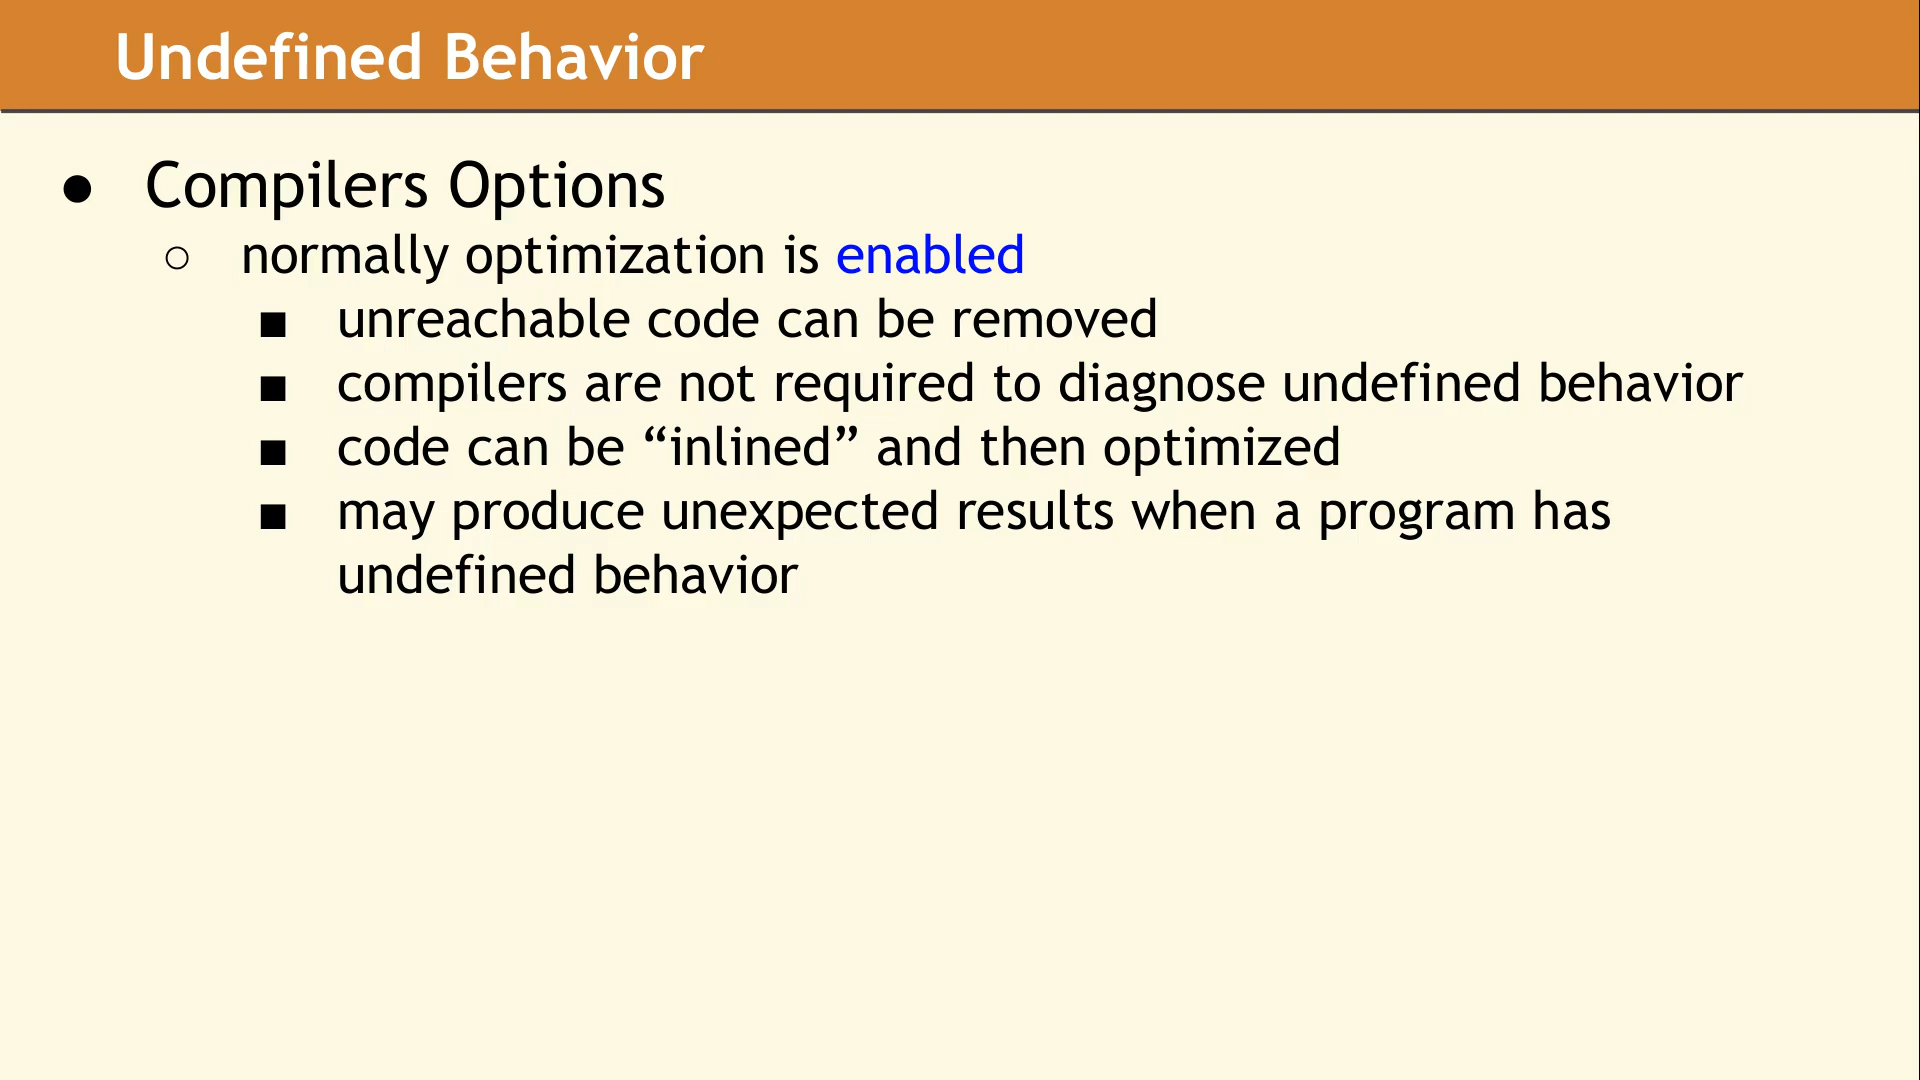 Undefined Behavior
● Compilers Options
○ normally optimization is enabled
■ unreachable code can be removed
■ compilers are not required to diagnose undefined behavior
■ code can be “inlined” and then optimized
■ may produce unexpected results when a program has
undefined behavior